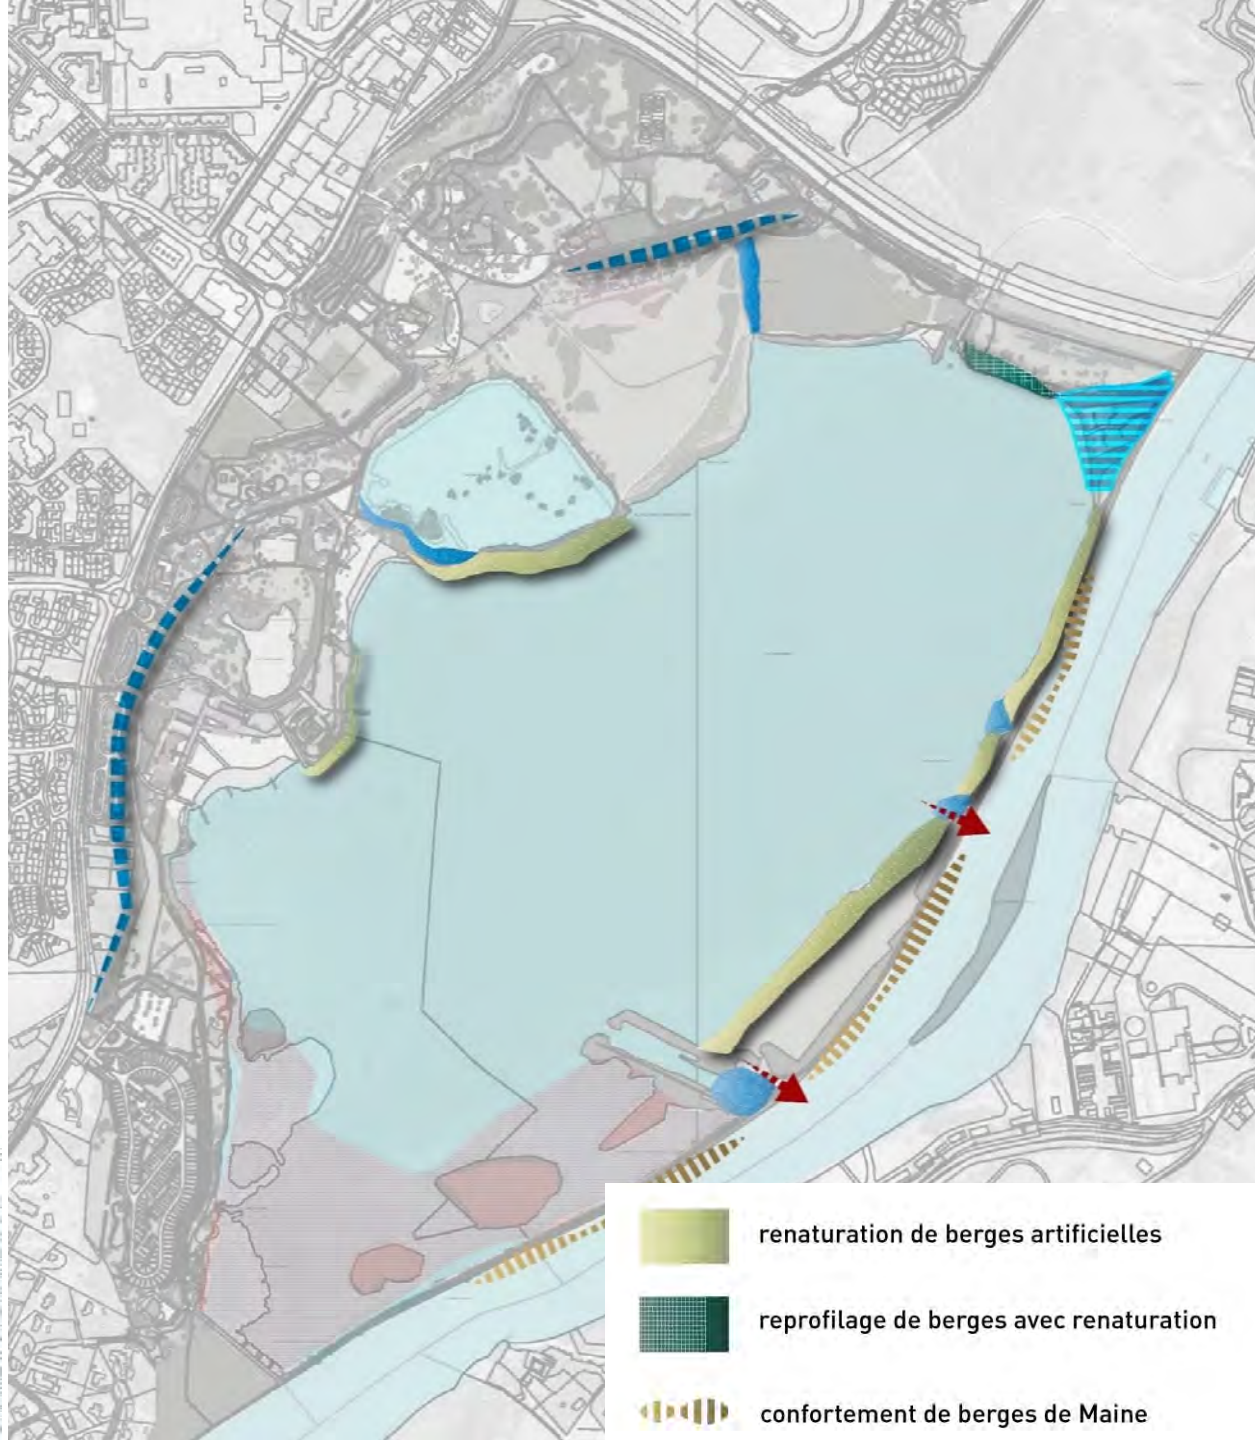 renaturation de berges artificielles
reprofilage de berges avec renaturation
confortement de berges de Maine